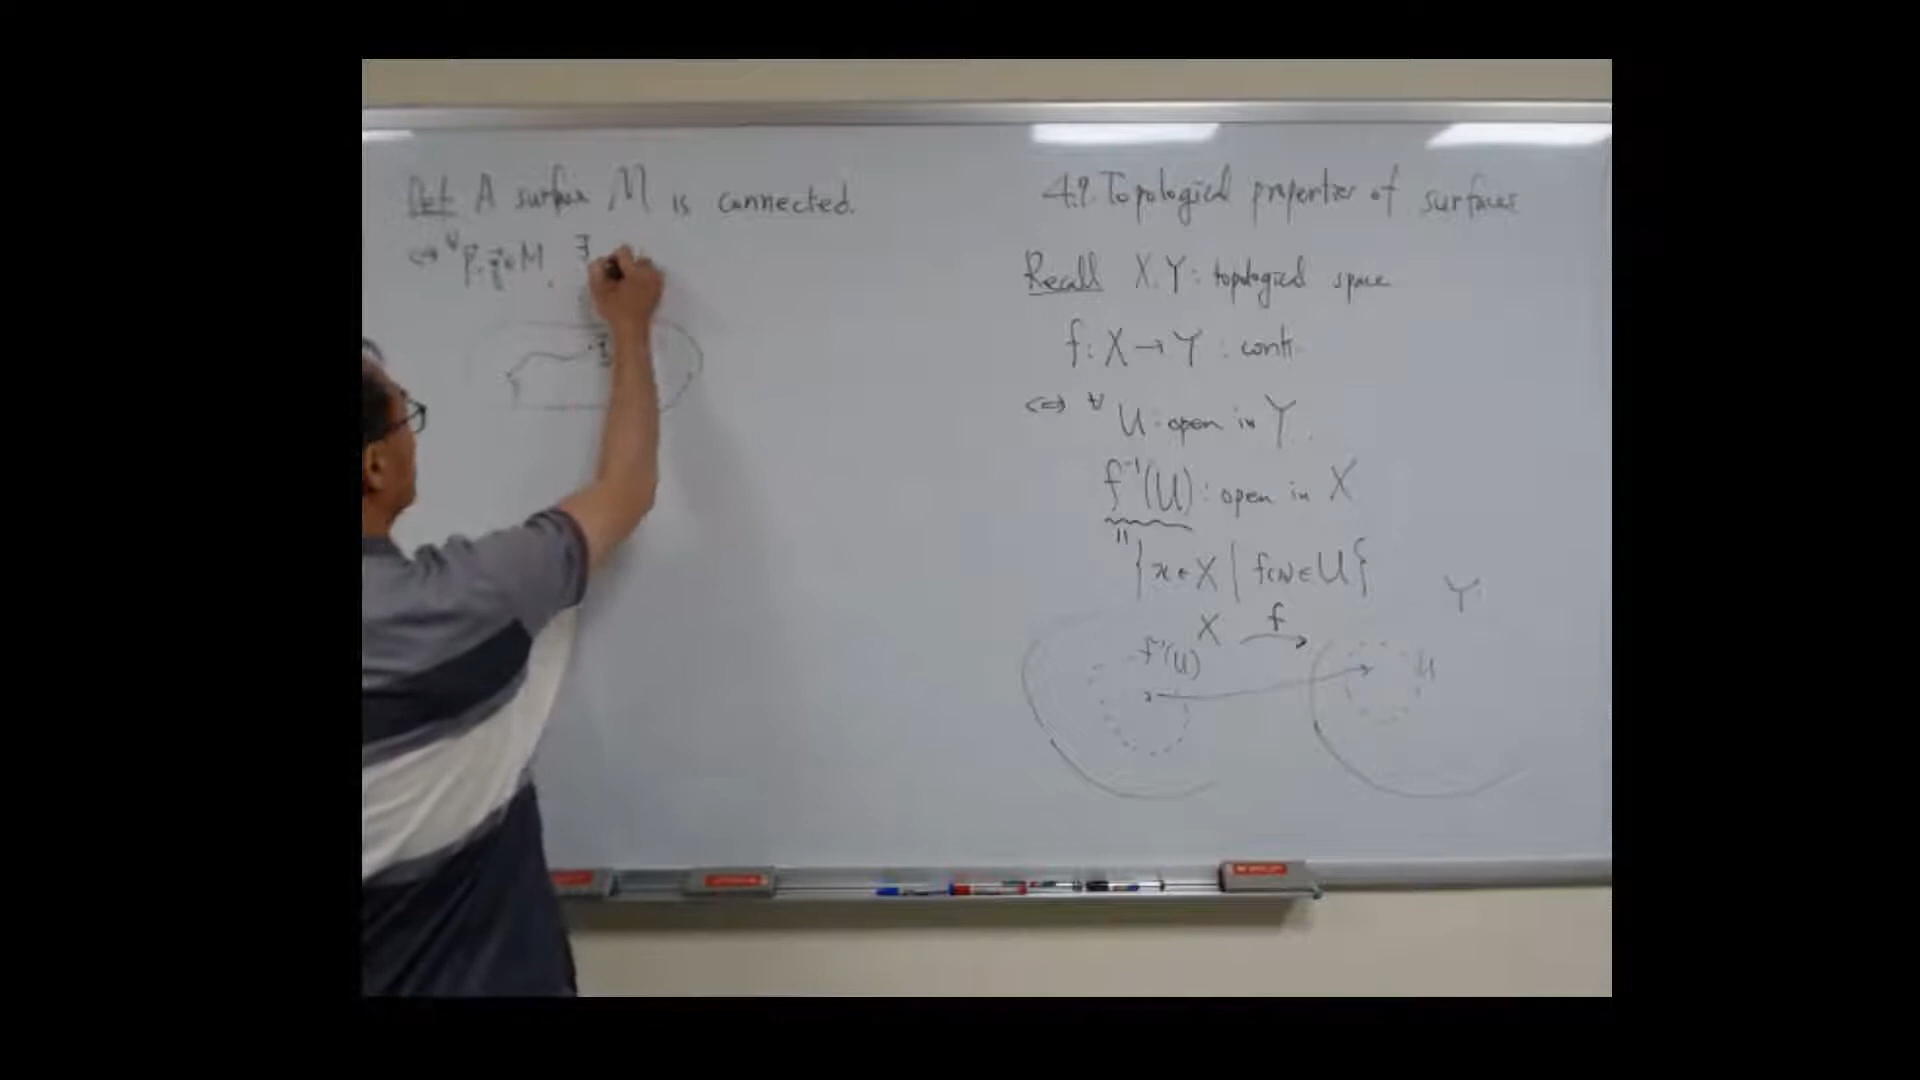 Def A surface M is connected.
⇔ ∀ p, q ∈ M, ∃
q
4.9. Topological properties of surfaces
Recall X, Y : topological space
f : X → Y : conti.
⇔ ∀ U : open in Y.
f⁻¹(U) : open in X
"
{x ∈ X | f(x) ∈ U}
Y
X f →
f⁻¹(U)
U